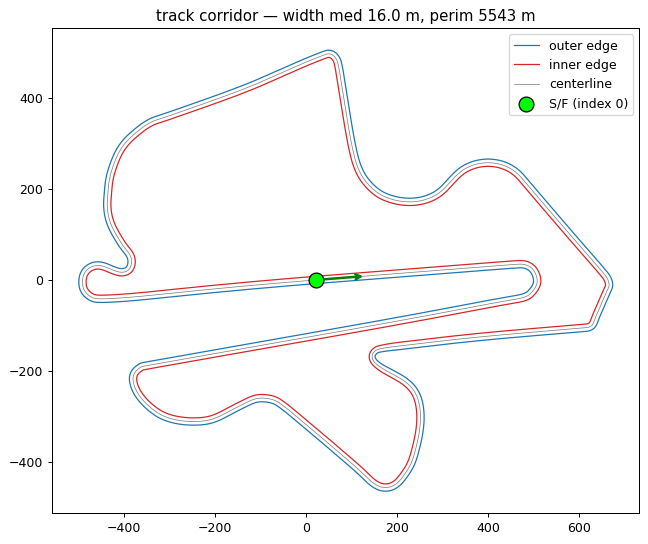 track corridor — width med 16.0 m, perim 5543 m
outer edge
inner edge
centerline
S/F (index 0)
400
200
0
−200
−400
−400
−200
0
200
400
600